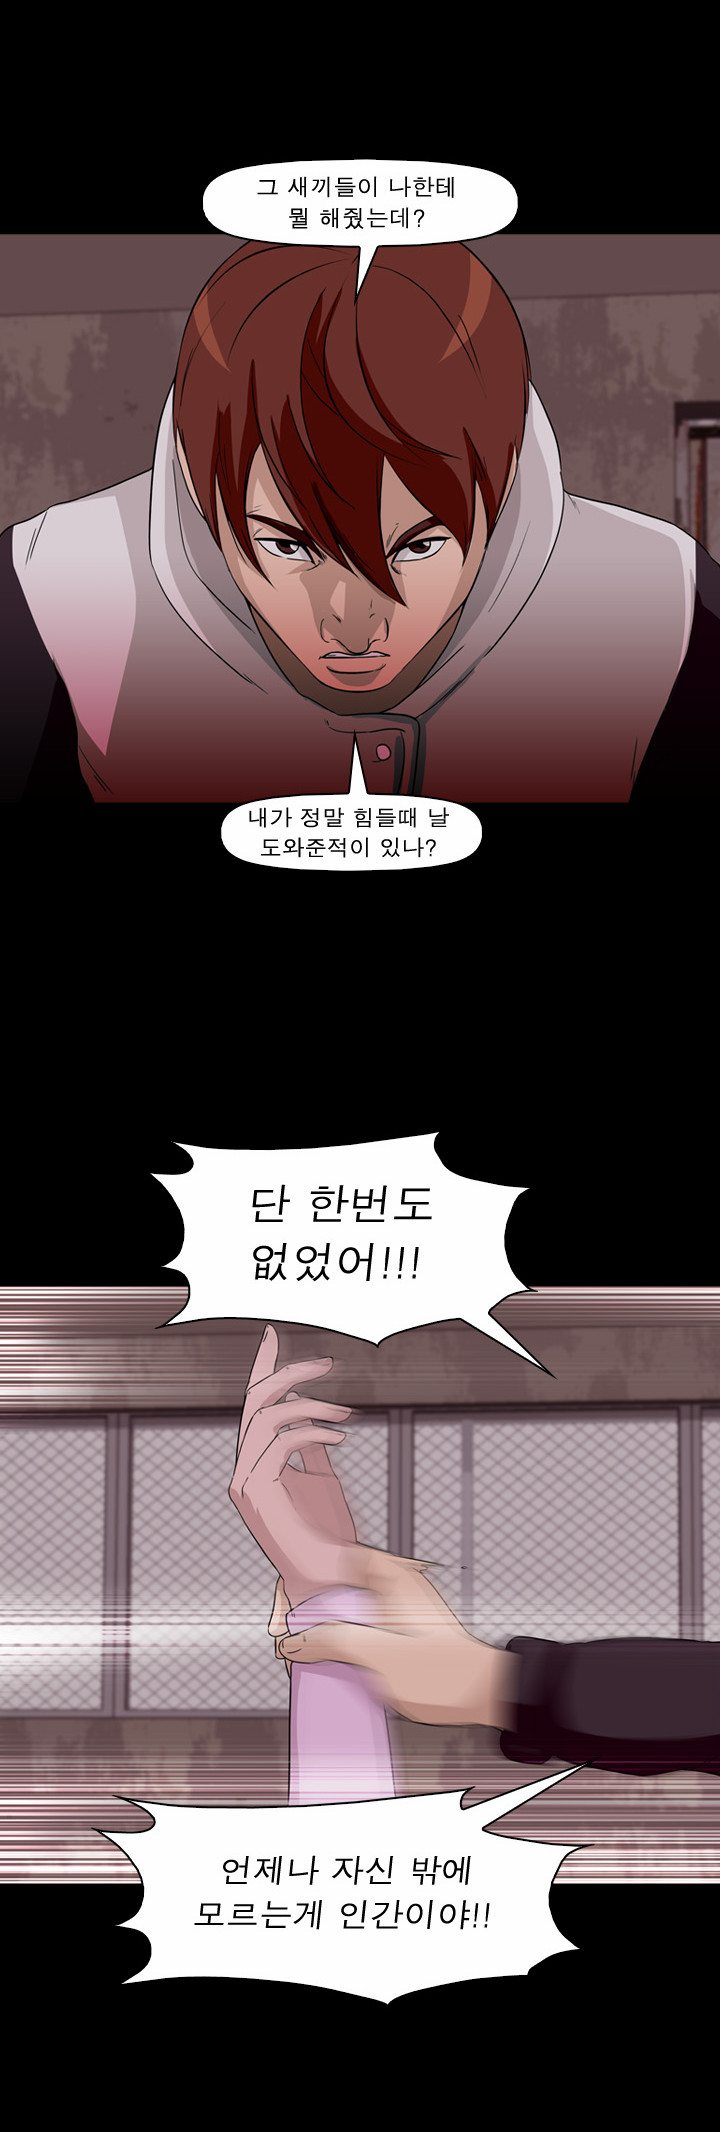 그 새끼들이 나한테
뭘 해줬는데?
내가 정말 힘들때 날
도와준적이 있나?
단 한번도
없었어!!!
언제나 자신 밖에
모르는게 인간이야!!